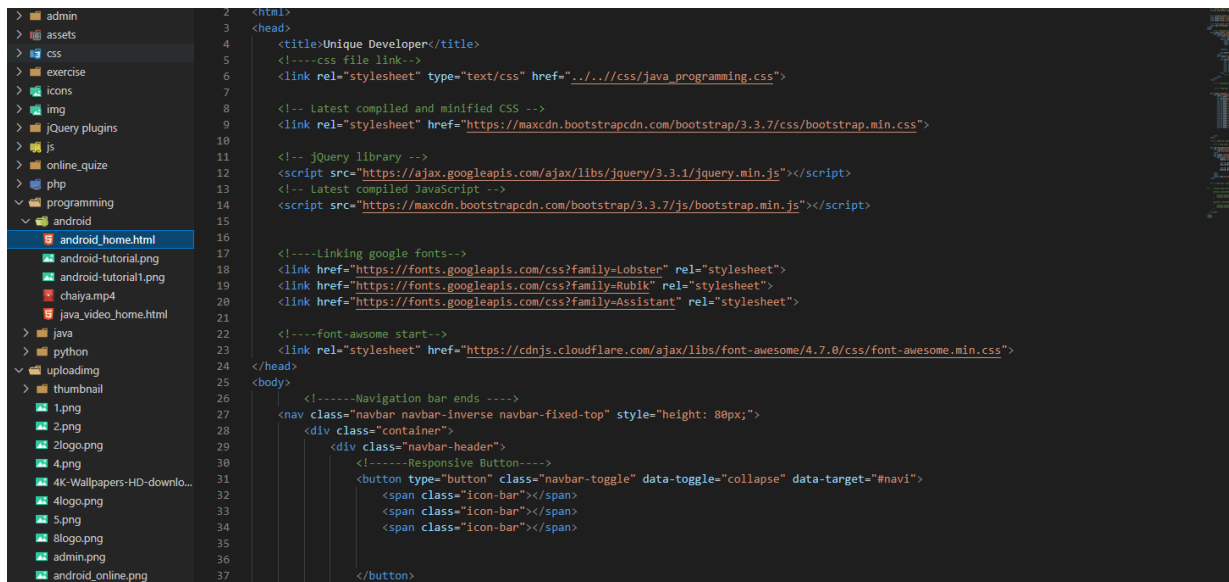 admin
assets
css
exercise
icons
img
jQuery plugins
js
online_quize
php
programming
android
android_home.html
android-tutorial.png
android-tutorial1.png
chaiya.mp4
java_video_home.html
java
python
uploadimg
thumbnail
1.png
2.png
2logo.png
4.png
4K-Wallpapers-HD-downlo...
4logo.png
5.png
8logo.png
admin.png
android_online.png
2 <html>
3 <head>
4 <title>Unique Developer</title>
5 <!----css file link-->
6 <link rel="stylesheet" type="text/css" href="../..//css/java_programming.css">
7
8 <!-- Latest compiled and minified CSS -->
9 <link rel="stylesheet" href="https://maxcdn.bootstrapcdn.com/bootstrap/3.3.7/css/bootstrap.min.css">
10
11 <!-- jQuery library -->
12 <script src="https://ajax.googleapis.com/ajax/libs/jquery/3.3.1/jquery.min.js"></script>
13 <!-- Latest compiled JavaScript -->
14 <script src="https://maxcdn.bootstrapcdn.com/bootstrap/3.3.7/js/bootstrap.min.js"></script>
15
16
17 <!----Linking google fonts-->
18 <link href="https://fonts.googleapis.com/css?family=Lobster" rel="stylesheet">
19 <link href="https://fonts.googleapis.com/css?family=Rubik" rel="stylesheet">
20 <link href="https://fonts.googleapis.com/css?family=Assistant" rel="stylesheet">
21
22 <!----font-awsome start-->
23 <link rel="stylesheet" href="https://cdnjs.cloudflare.com/ajax/libs/font-awesome/4.7.0/css/font-awesome.min.css">
24 </head>
25 <body>
26 <!------Navigation bar ends ---->
27 <nav class="navbar navbar-inverse navbar-fixed-top" style="height: 80px;">
28 <div class="container">
29 <div class="navbar-header">
30 <!------Responsive Button---->
31 <button type="button" class="navbar-toggle" data-toggle="collapse" data-target="#navi">
32 <span class="icon-bar"></span>
33 <span class="icon-bar"></span>
34 <span class="icon-bar"></span>
35
36
37 </button>